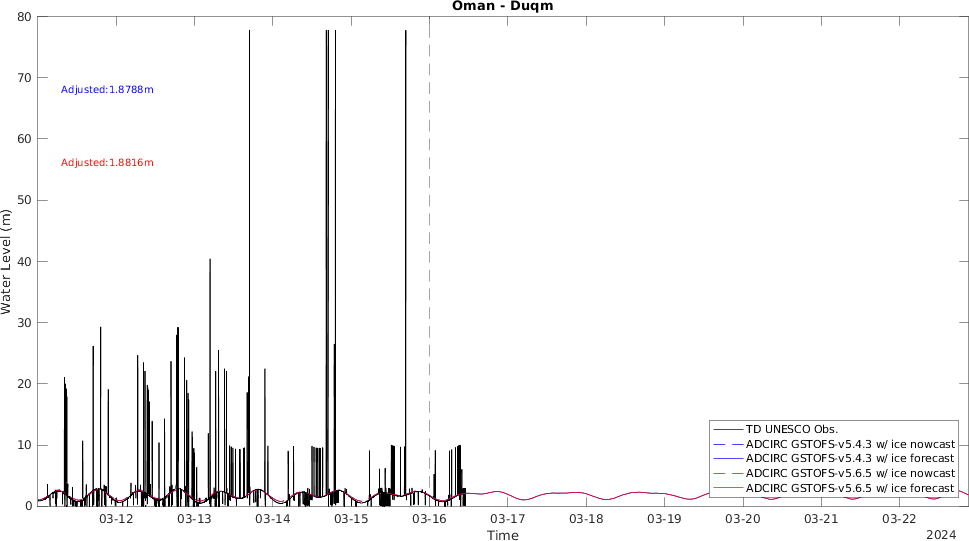 Oman - Duqm
80
70
60
50
40
30
20
10
0
Water Level (m)
Adjusted:1.8788m
Adjusted:1.8816m
TD UNESCO Obs.
ADCIRC GSTOFS-v5.4.3 w/ ice nowcast
ADCIRC GSTOFS-v5.4.3 w/ ice forecast
ADCIRC GSTOFS-v5.6.5 w/ ice nowcast
ADCIRC GSTOFS-v5.6.5 w/ ice forecast
03-12 03-13 03-14 03-15 03-16 03-17 03-18 03-19 03-20 03-21 03-22
Time
2024